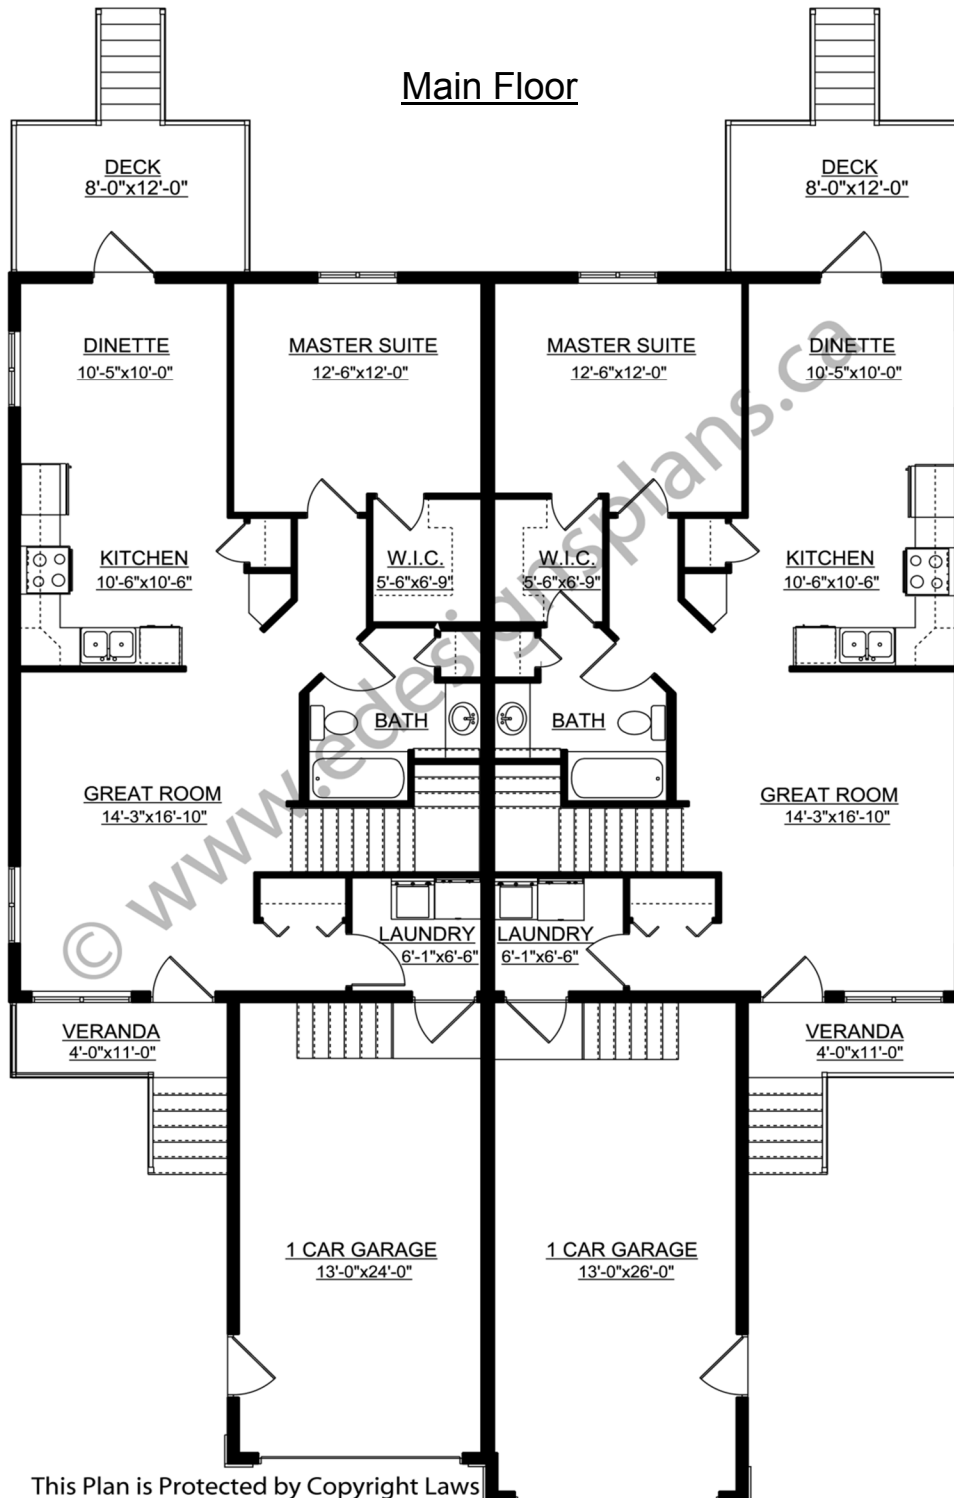 Main Floor
DECK
8'-0"x12'-0"
DECK
8'-0"x12'-0"
DINETTE
10'-5"x10'-0"
MASTER SUITE
12'-6"x12'-0"
MASTER SUITE
12'-6"x12'-0"
DINETTE
10'-5"x10'-0"
KITCHEN
10'-6"x10'-6"
W.I.C.
5'-6"x6'-9"
W.I.C.
5'-6"x6'-9"
KITCHEN
10'-6"x10'-6"
BATH
BATH
GREAT ROOM
14'-3"x16'-10"
GREAT ROOM
14'-3"x16'-10"
LAUNDRY
6'-1"x6'-6"
LAUNDRY
6'-1"x6'-6"
VERANDA
4'-0"x11'-0"
VERANDA
4'-0"x11'-0"
1 CAR GARAGE
13'-0"x24'-0"
1 CAR GARAGE
13'-0"x26'-0"
© www.edesignsplans.ca
This Plan is Protected by Copyright Laws